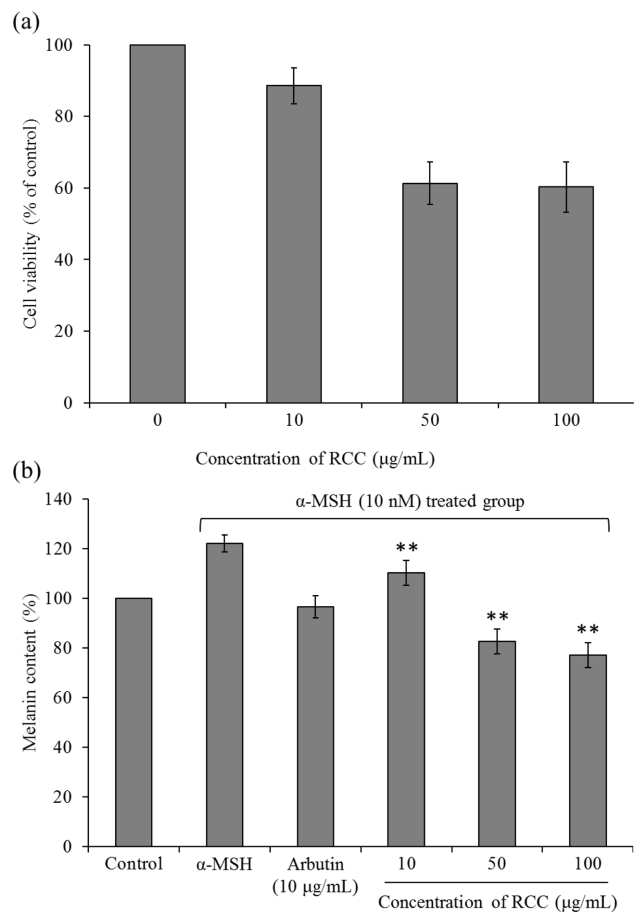 (a)
100
80
60
40
20
0
Cell viability (% of control)
0 10 50 100
Concentration of RCC (μg/mL)
(b)
140
120
100
80
60
40
20
0
Melanin content (%)
α-MSH (10 nM) treated group
** ** **
Control α-MSH Arbutin 10 50 100
(10 μg/mL)
Concentration of RCC (μg/mL)